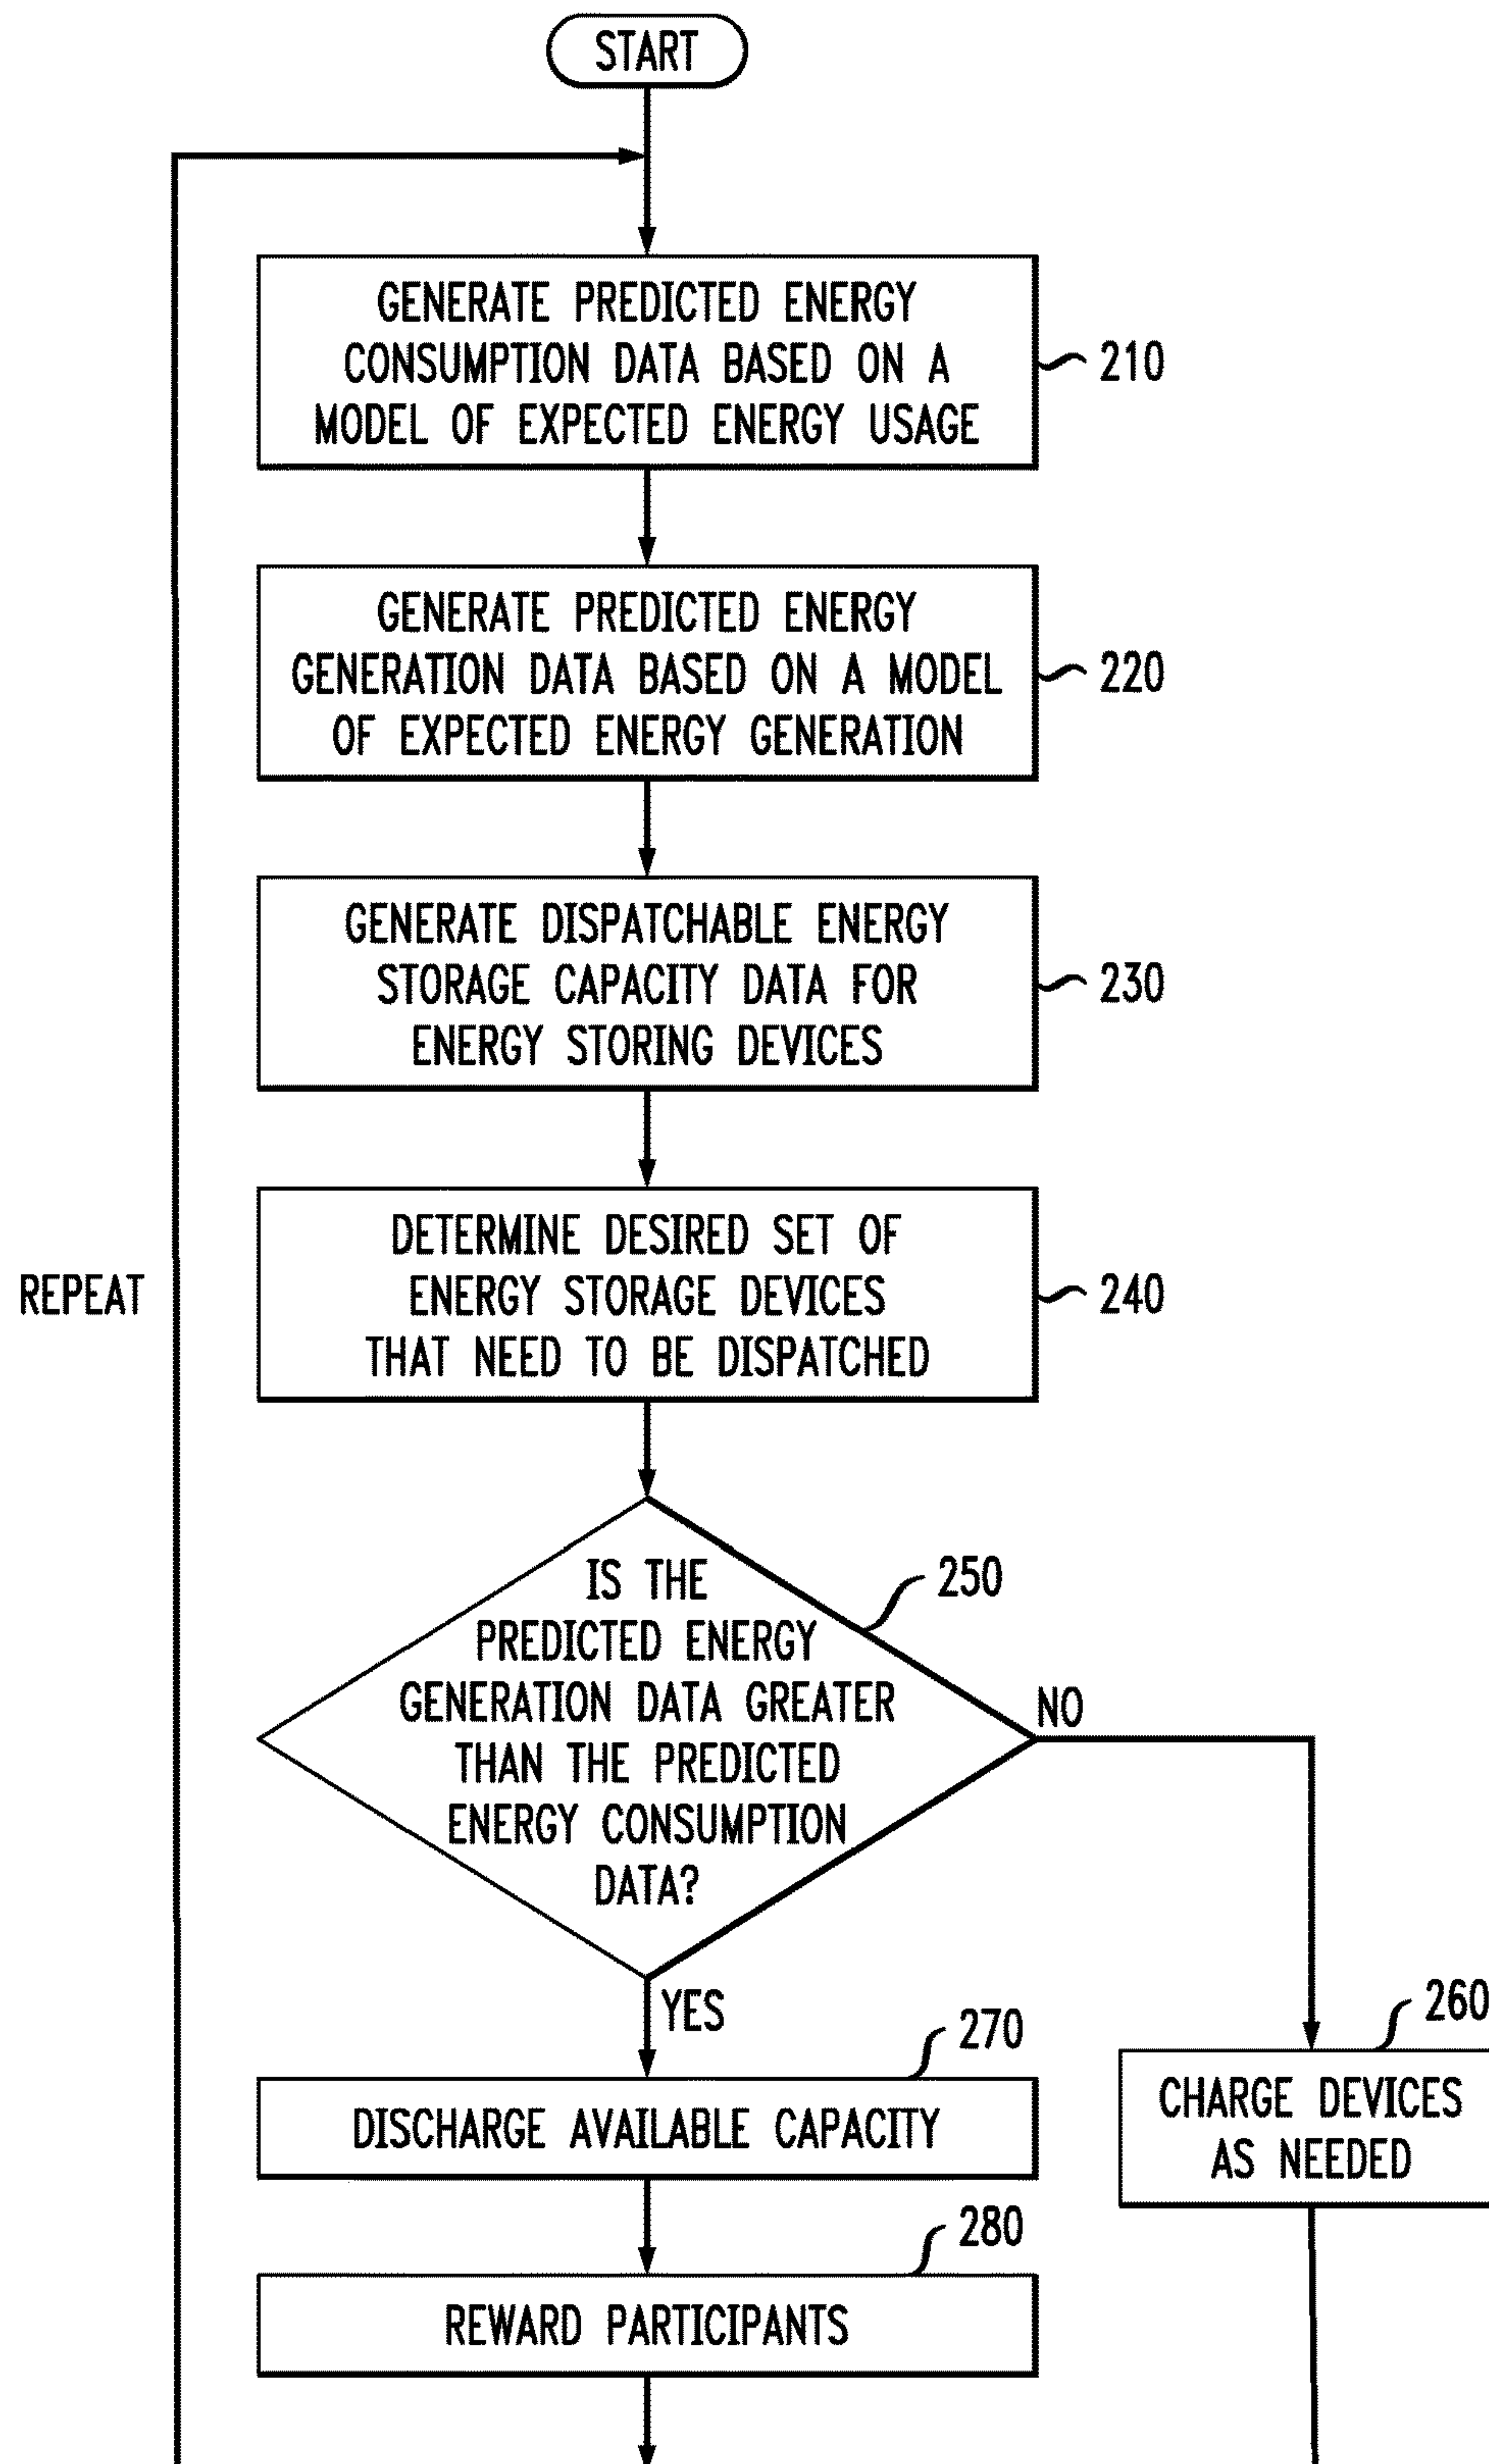 START
GENERATE PREDICTED ENERGY
CONSUMPTION DATA BASED ON A
MODEL OF EXPECTED ENERGY USAGE
210
GENERATE PREDICTED ENERGY
GENERATION DATA BASED ON A MODEL
OF EXPECTED ENERGY GENERATION
220
GENERATE DISPATCHABLE ENERGY
STORAGE CAPACITY DATA FOR
ENERGY STORING DEVICES
230
DETERMINE DESIRED SET OF
ENERGY STORAGE DEVICES
THAT NEED TO BE DISPATCHED
240
REPEAT
IS THE
PREDICTED ENERGY
GENERATION DATA GREATER
THAN THE PREDICTED
ENERGY CONSUMPTION
DATA?
250
NO
YES
270
DISCHARGE AVAILABLE CAPACITY
260
CHARGE DEVICES
AS NEEDED
280
REWARD PARTICIPANTS